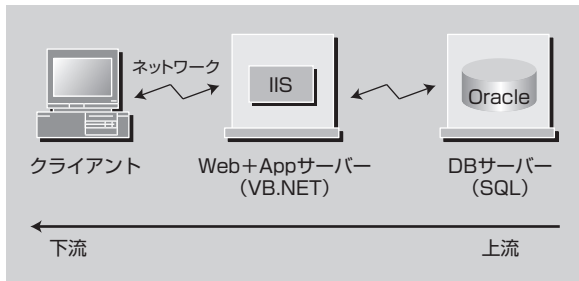 ネットワーク
IIS
Oracle
クライアント
Web+Appサーバー
(VB.NET)
DBサーバー
(SQL)
下流
上流